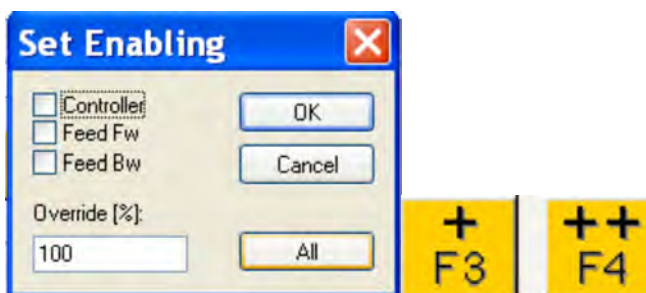 Set Enabling
Controller
Feed Fw
Feed Bw
OK
Cancel
Override [%]:
100
All
+
F3
++
F4